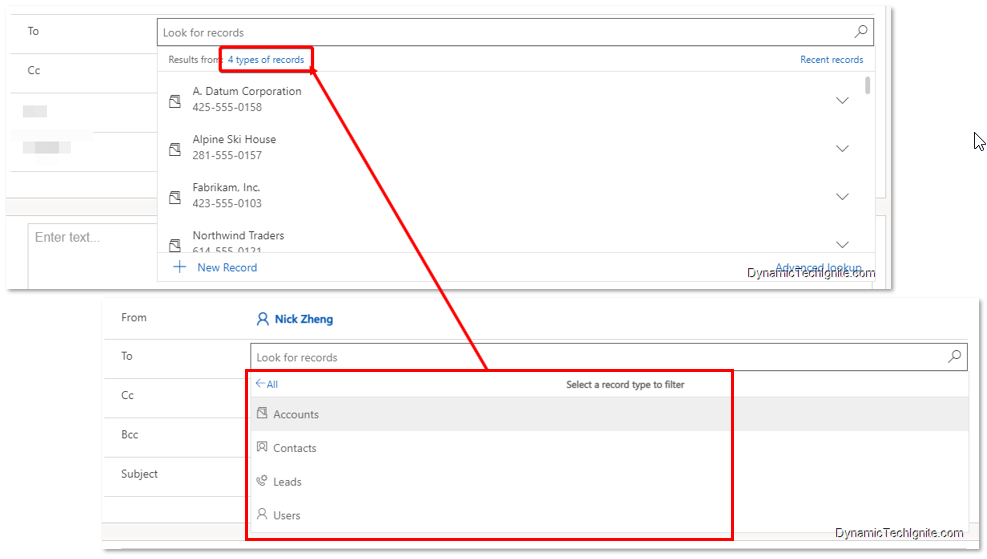 To
Look for records
Cc
Results from 4 types of records Recent records
A. Datum Corporation
425-555-0158
Alpine Ski House
281-555-0157
Fabrikam, Inc.
423-555-0103
Northwind Traders
614-555-0121
Enter text...
New Record
Advanced lookup
DynamicTechIgnite.com
From Nick Zheng
To Look for records
All Select a record type to filter
Cc
Accounts
Bcc
Contacts
Subject
Leads
Users
DynamicTechIgnite.com